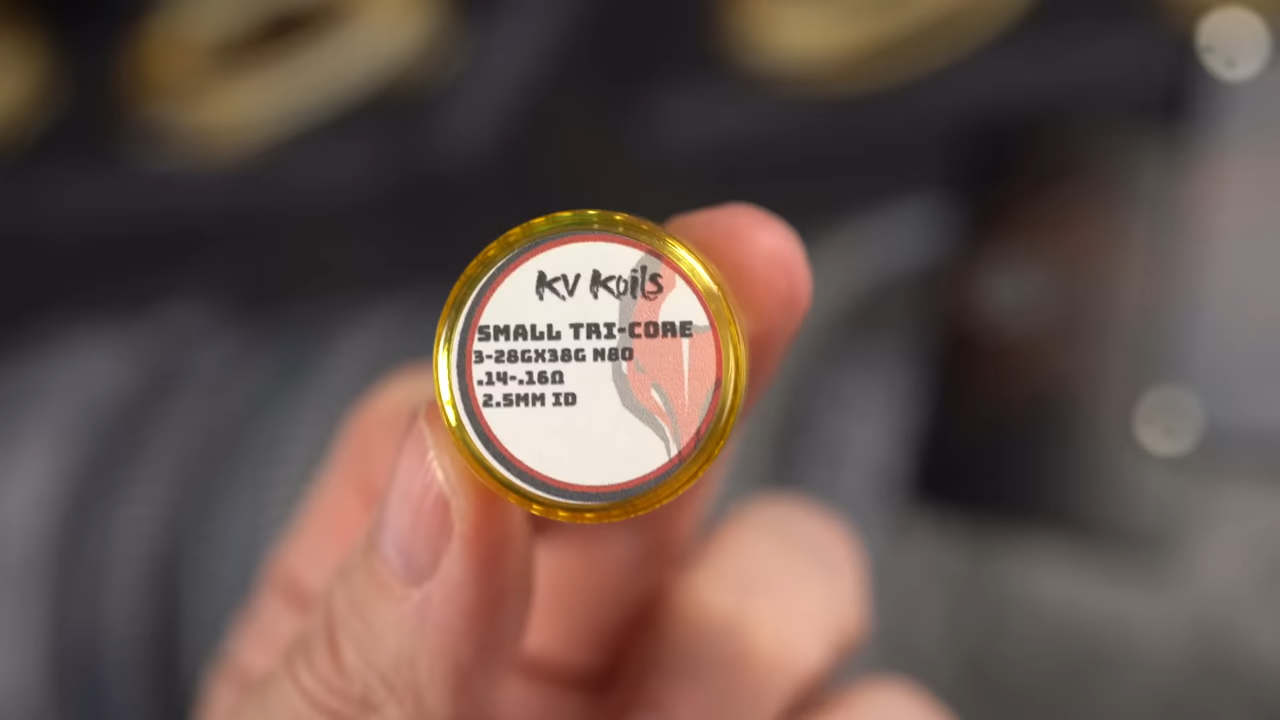 KV Koils
SMALL TRI-CORE
3-28GX38G N80
.14-.16Ω
2.5MM ID